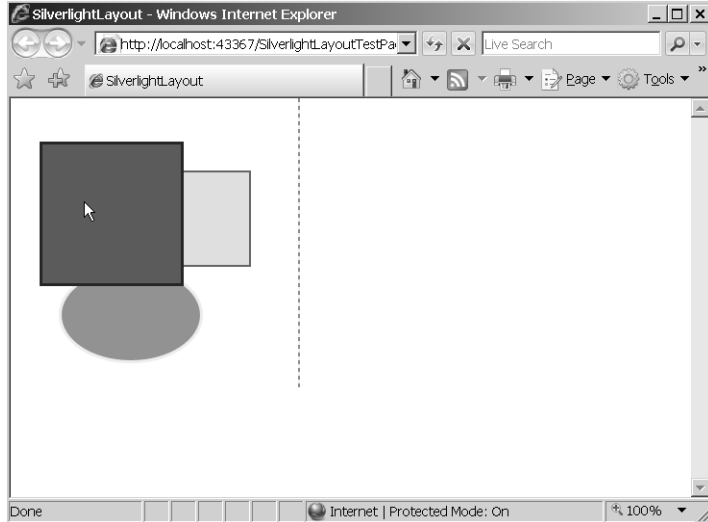 SilverlightLayout - Windows Internet Explorer
http://localhost:43367/SilverlightLayoutTestPa
Live Search
SilverlightLayout
Page
Tools
»
Done
Internet | Protected Mode: On
100%